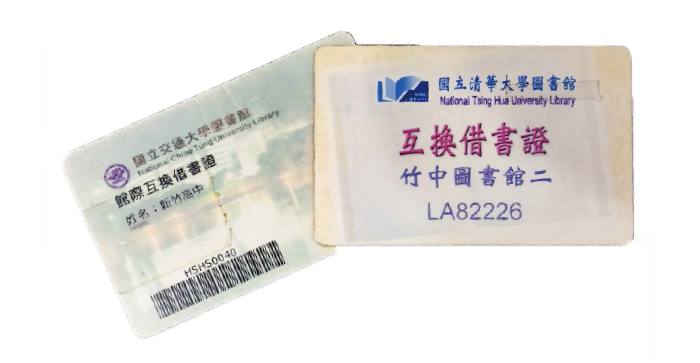 國立交通大學圖書館
National Chiao Tung University Library
館際互換借書證
姓名：新竹高中
HSHS0040
國立清華大學圖書館
National Tsing Hua University Library
互換借書證
竹中圖書館二
LA82226